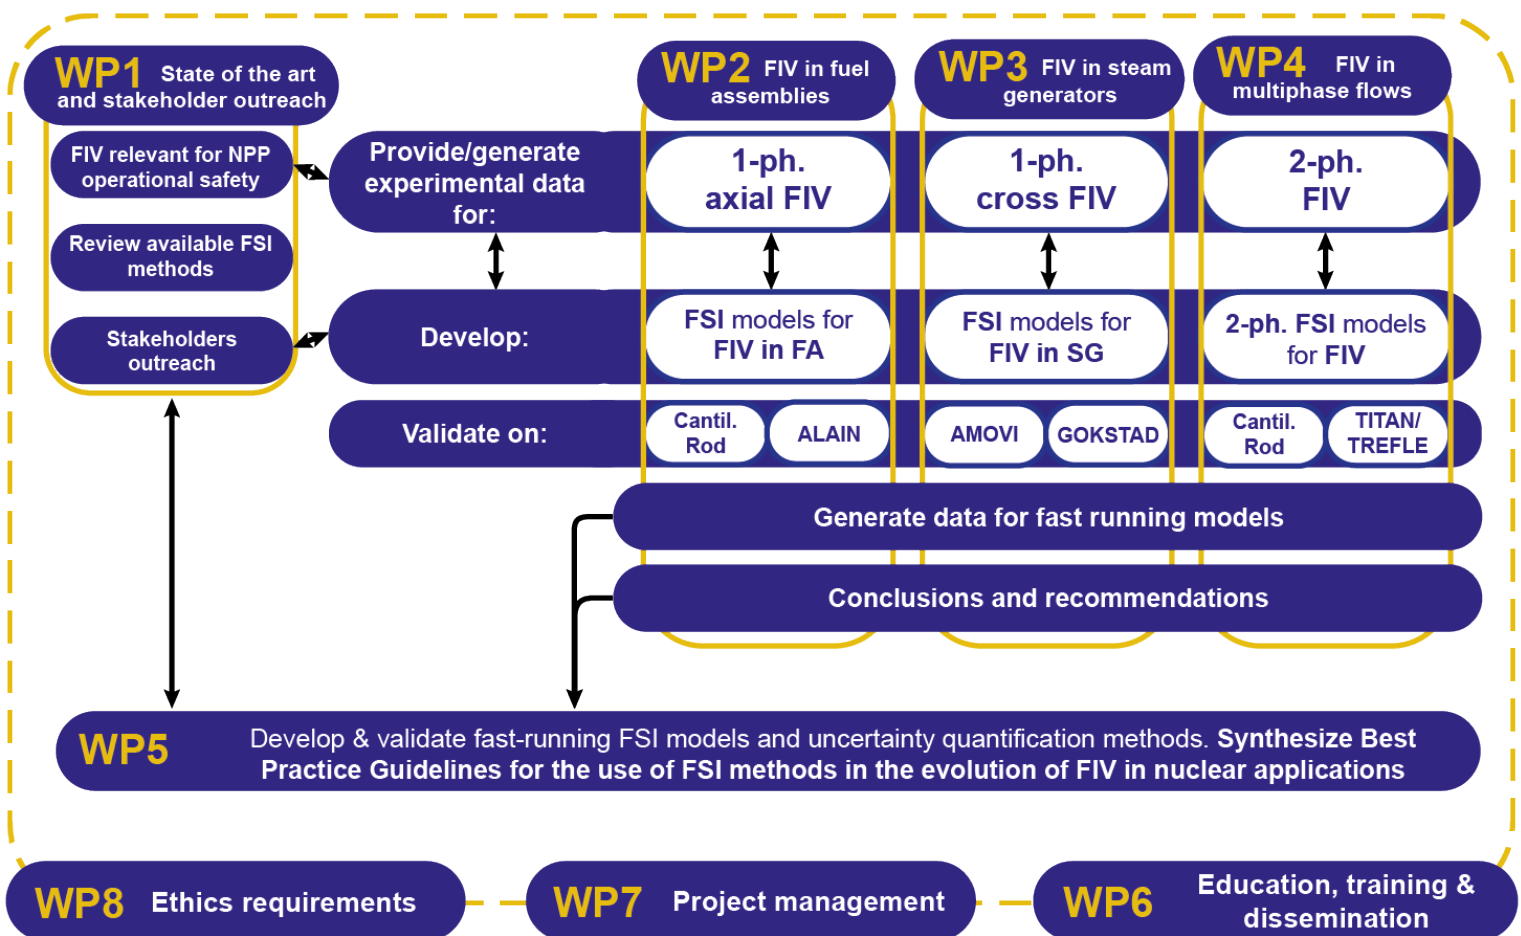 WP1 State of the art
and stakeholder outreach
FIV relevant for NPP
operational safety
Review available FSI
methods
Stakeholders
outreach
WP2 FIV in fuel
assemblies
WP3 FIV in steam
generators
WP4 FIV in
multiphase flows
Provide/generate
experimental data
for:
1-ph.
axial FIV
1-ph.
cross FIV
2-ph.
FIV
Develop:
FSI models for
FIV in FA
FSI models for
FIV in SG
2-ph. FSI models
for FIV
Validate on:
Cantil.
Rod
ALAIN
AMOVI
GOKSTAD
Cantil.
Rod
TITAN/
TREFLE
Generate data for fast running models
Conclusions and recommendations
WP5 Develop & validate fast-running FSI models and uncertainty quantification methods. Synthesize Best
Practice Guidelines for the use of FSI methods in the evolution of FIV in nuclear applications
WP8 Ethics requirements
WP7 Project management
WP6 Education, training &
dissemination